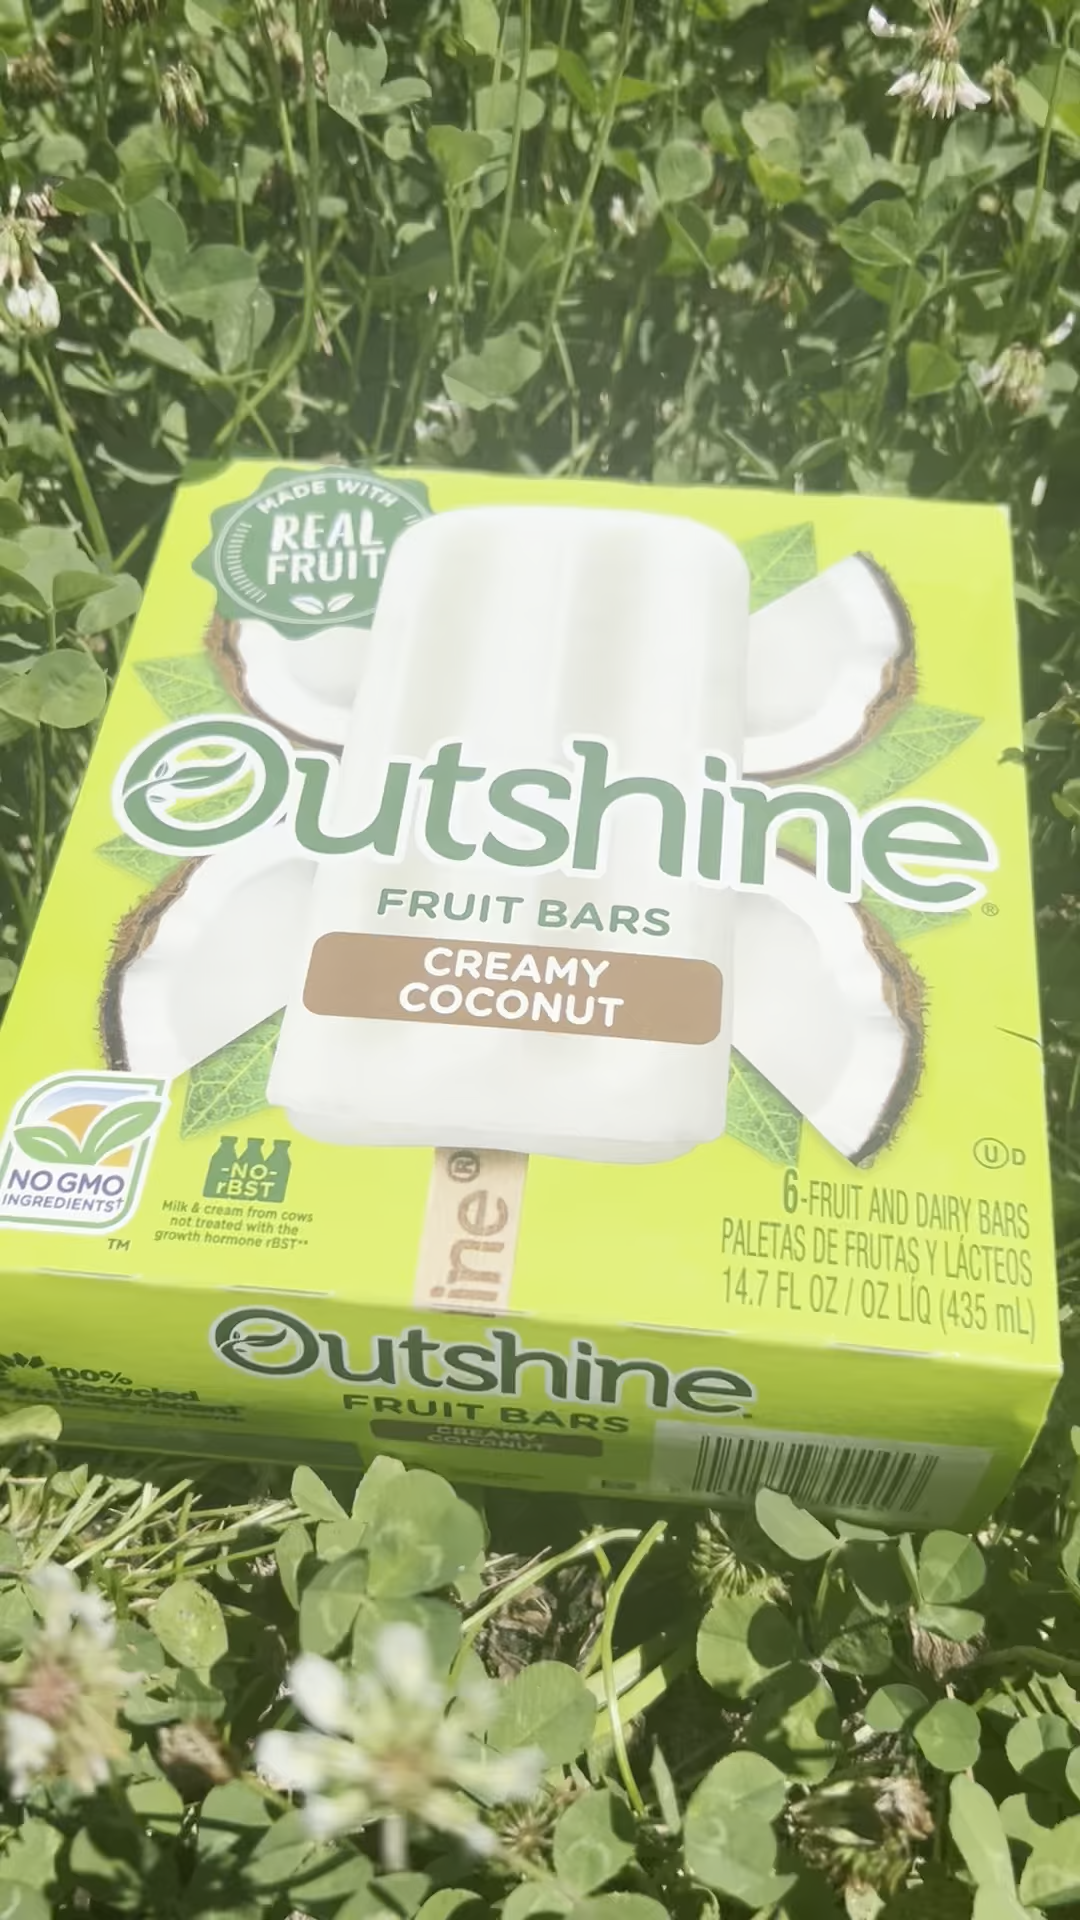 MADE WITH
REAL
FRUIT
Outshine®
FRUIT BARS
CREAMY
COCONUT
NO GMO
INGREDIENTS†
TM
-NO-
rBST
Milk & cream from cows
not treated with the
growth hormone rBST**
ine®
U D
6-FRUIT AND DAIRY BARS
PALETAS DE FRUTAS Y LÁCTEOS
14.7 FL OZ / OZ LÍQ (435 mL)
Outshine
FRUIT BARS
CREAMY
COCONUT
100%
Recycled